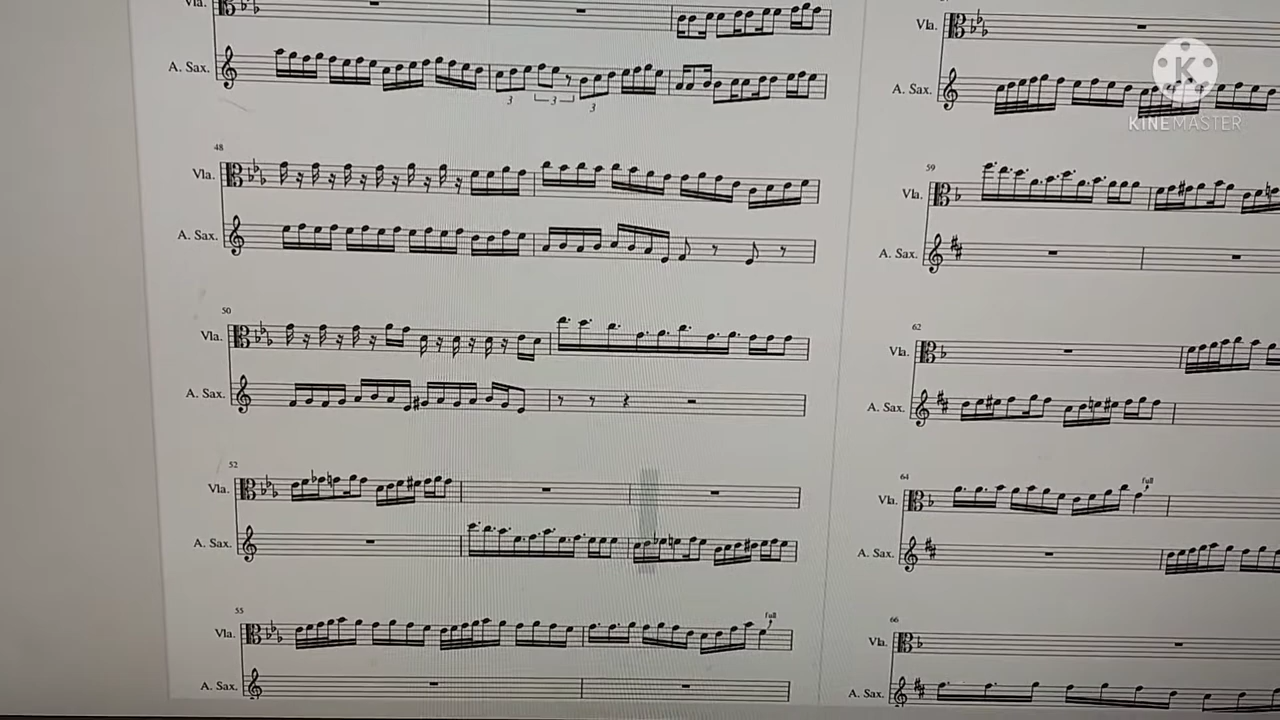 Vla.
A. Sax.
3
3
3
48
Vla.
A. Sax.
50
Vla.
A. Sax.
52
Vla.
A. Sax.
55
Vla.
full
A. Sax.
Vla.
A. Sax.
59
Vla.
A. Sax.
62
Vla.
A. Sax.
64
full
Vla.
A. Sax.
66
Vla.
A. Sax.
K
KINEMASTER